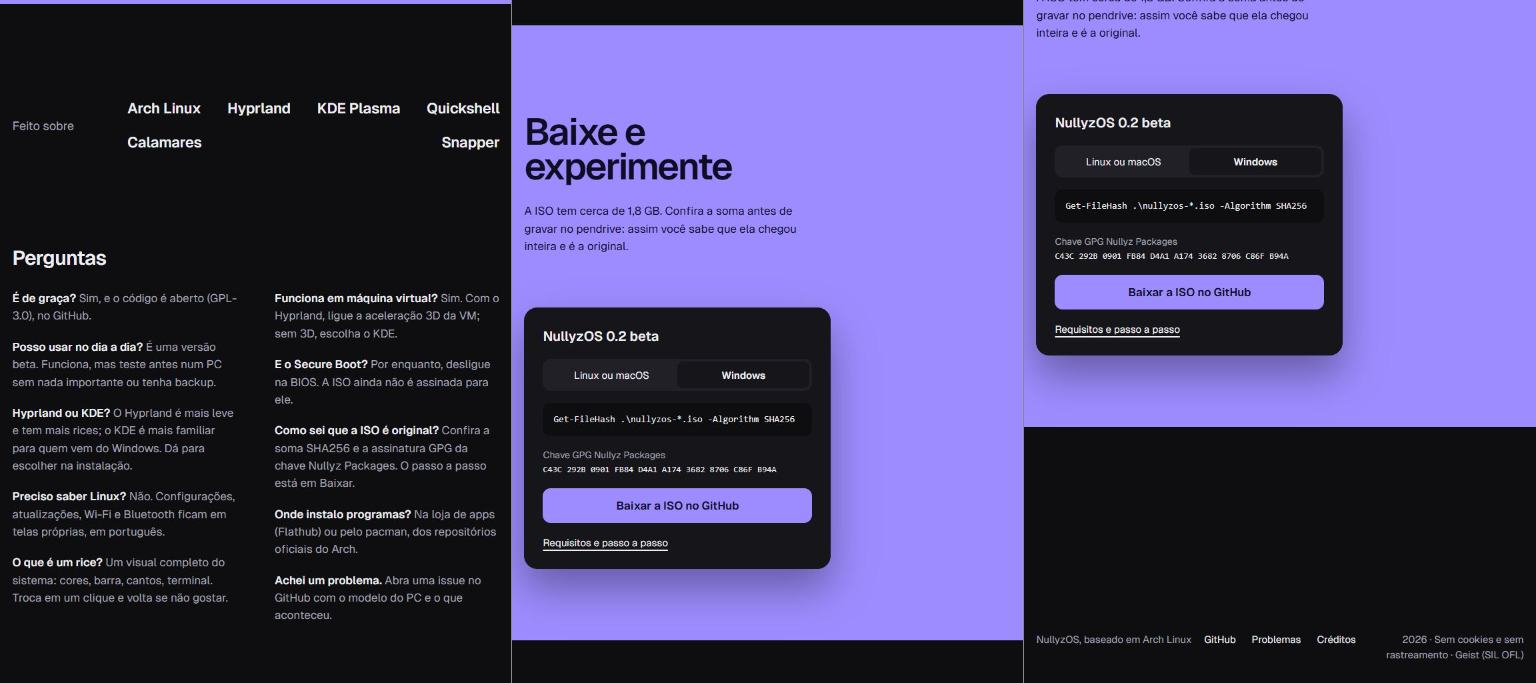 Feito sobre
Arch Linux Hyprland KDE Plasma Quickshell
Calamares Snapper
Perguntas
É de graça? Sim, e o código é aberto (GPL-
3.0), no GitHub.
Posso usar no dia a dia? É uma versão
beta. Funciona, mas teste antes num PC
sem nada importante ou tenha backup.
Hyprland ou KDE? O Hyprland é mais leve
e tem mais rices; o KDE é mais familiar
para quem vem do Windows. Dá para
escolher na instalação.
Preciso saber Linux? Não. Configurações,
atualizações, Wi-Fi e Bluetooth ficam em
telas próprias, em português.
O que é um rice? Um visual completo do
sistema: cores, barra, cantos, terminal.
Troca em um clique e volta se não gostar.
Funciona em máquina virtual? Sim. Com o
Hyprland, ligue a aceleração 3D da VM;
sem 3D, escolha o KDE.
E o Secure Boot? Por enquanto, desligue
na BIOS. A ISO ainda não é assinada para
ele.
Como sei que a ISO é original? Confira a
soma SHA256 e a assinatura GPG da
chave Nullyz Packages. O passo a passo
está em Baixar.
Onde instalo programas? Na loja de apps
(Flathub) ou pelo pacman, dos repositórios
oficiais do Arch.
Achei um problema. Abra uma issue no
GitHub com o modelo do PC e o que
aconteceu.
Baixe e
experimente
A ISO tem cerca de 1,8 GB. Confira a soma antes de
gravar no pendrive: assim você sabe que ela chegou
inteira e é a original.
NullyzOS 0.2 beta
Linux ou macOS Windows
Get-FileHash .\nullyzos-*.iso -Algorithm SHA256
Chave GPG Nullyz Packages
C43C 292B 0901 FB84 D4A1 A174 3682 8706 C86F B94A
Baixar a ISO no GitHub
Requisitos e passo a passo
gravar no pendrive: assim você sabe que ela chegou
inteira e é a original.
NullyzOS 0.2 beta
Linux ou macOS Windows
Get-FileHash .\nullyzos-*.iso -Algorithm SHA256
Chave GPG Nullyz Packages
C43C 292B 0901 FB84 D4A1 A174 3682 8706 C86F B94A
Baixar a ISO no GitHub
Requisitos e passo a passo
NullyzOS, baseado em Arch Linux GitHub Problemas Créditos
2026 · Sem cookies e sem
rastreamento · Geist (SIL OFL)